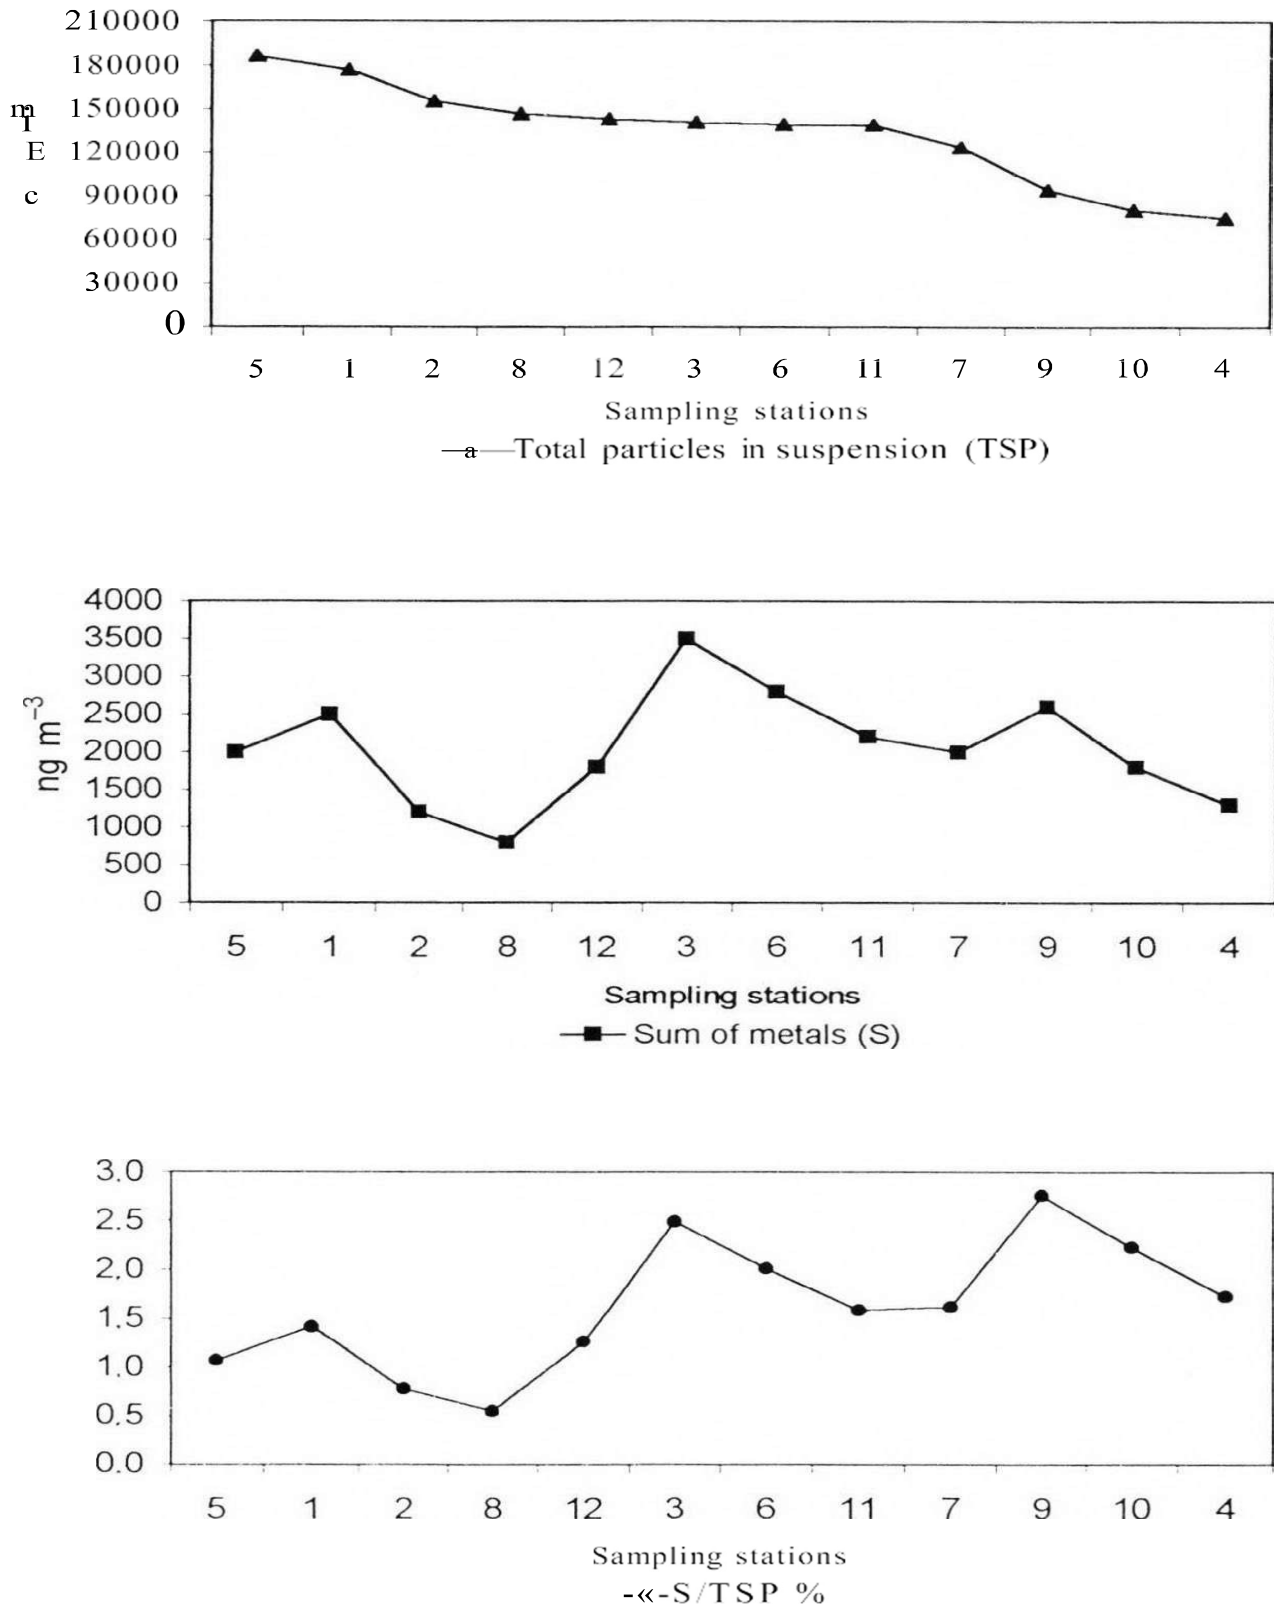 210000
180000
150000
120000
90000
60000
30000
0
m
E
c
5 1 2 8 12 3 6 11 7 9 10 4
Sampling stations
a Total particles in suspension (TSP)
4000
3500
3000
2500
2000
1500
1000
500
0
ng m⁻³
5 1 2 8 12 3 6 11 7 9 10 4
Sampling stations
Sum of metals (S)
3.0
2.5
2.0
1.5
1.0
0.5
0.0
5 1 2 8 12 3 6 11 7 9 10 4
Sampling stations
-«-S/TSP %